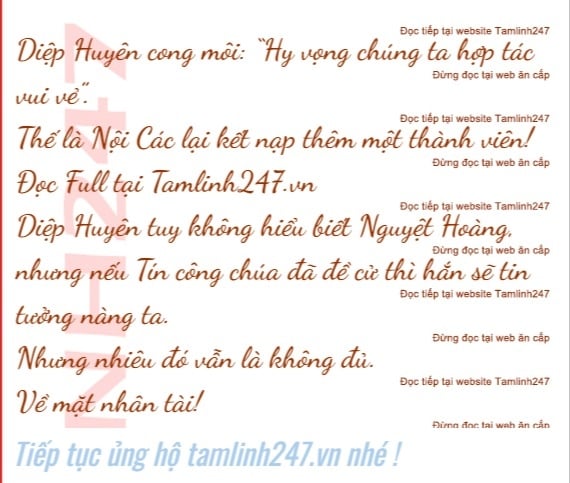 Đọc tiếp tại website Tamlinh247
Diệp Huyên cong môi: “Hy vọng chúng ta hợp tác
Đừng đọc tại web ăn cắp
vui vẻ”.
Đọc tiếp tại website Tamlinh247
Thế là Nội Các lại kết nạp thêm một thành viên!
Đừng đọc tại web ăn cắp
Đọc Full tại Tamlinh247.vn
Đọc tiếp tại website Tamlinh247
Diệp Huyên tuy không hiểu biết Nguyệt Hoàng,
Đừng đọc tại web ăn cắp
nhưng nếu Tín công chúa đã đề cử thì hắn sẽ tin
Đọc tiếp tại website Tamlinh247
tưởng nàng ta.
Đừng đọc tại web ăn cắp
Nhưng nhiêu đó vẫn là không đủ.
Đọc tiếp tại website Tamlinh247
Về mặt nhân tài!
Đừng đọc tại web ăn cắp
NH247
Tiếp tục ủng hộ tamlinh247.vn nhé !